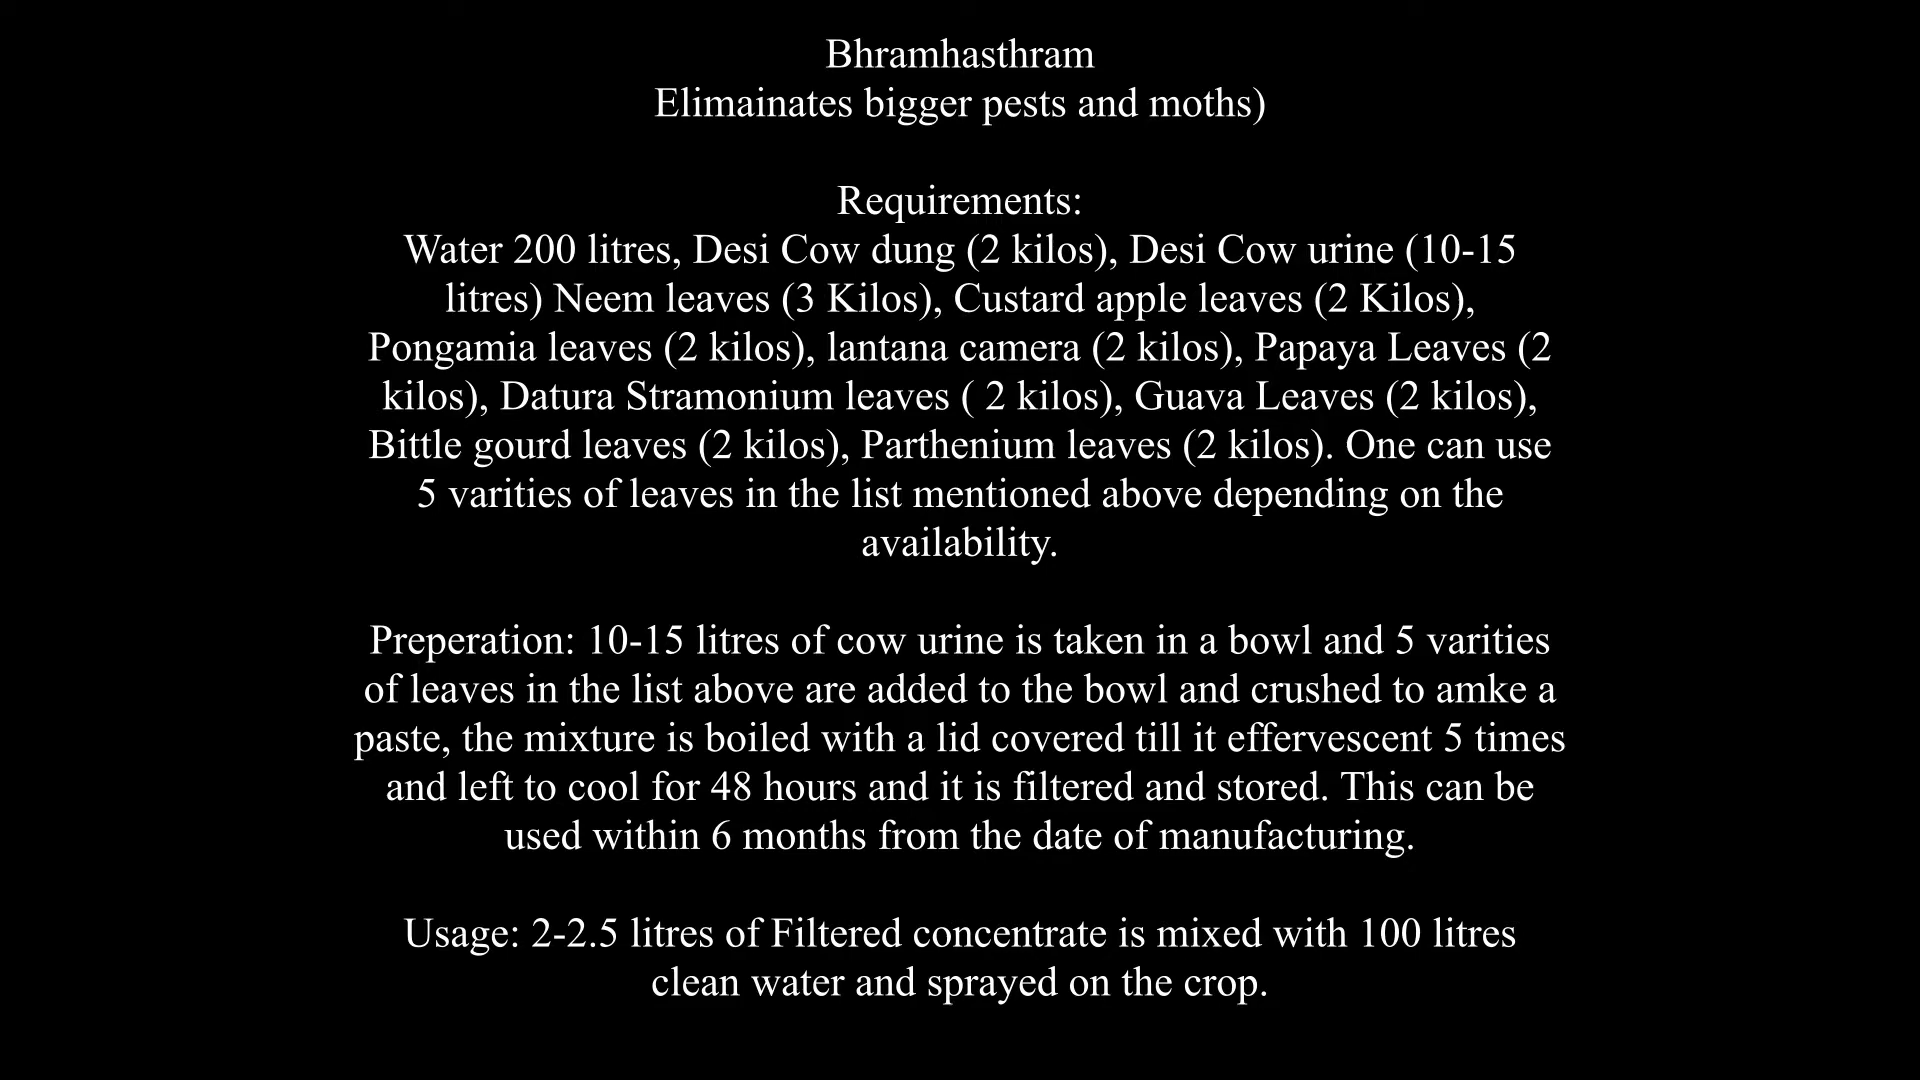 Bhramhasthram
Elimainates bigger pests and moths)
Requirements:
Water 200 litres, Desi Cow dung (2 kilos), Desi Cow urine (10-15
litres) Neem leaves (3 Kilos), Custard apple leaves (2 Kilos),
Pongamia leaves (2 kilos), lantana camera (2 kilos), Papaya Leaves (2
kilos), Datura Stramonium leaves ( 2 kilos), Guava Leaves (2 kilos),
Bittle gourd leaves (2 kilos), Parthenium leaves (2 kilos). One can use
5 varities of leaves in the list mentioned above depending on the
availability.
Preperation: 10-15 litres of cow urine is taken in a bowl and 5 varities
of leaves in the list above are added to the bowl and crushed to amke a
paste, the mixture is boiled with a lid covered till it effervescent 5 times
and left to cool for 48 hours and it is filtered and stored. This can be
used within 6 months from the date of manufacturing.
Usage: 2-2.5 litres of Filtered concentrate is mixed with 100 litres
clean water and sprayed on the crop.